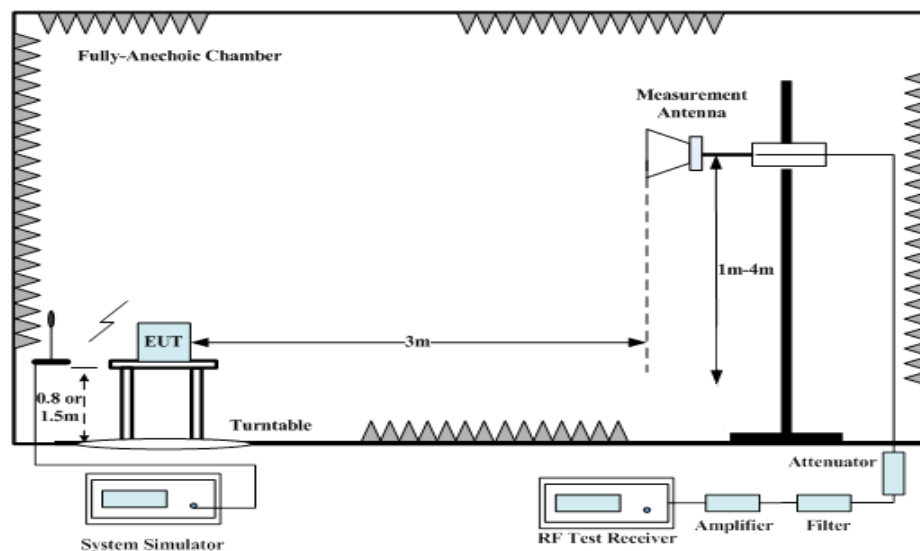 Fully-Anechoic Chamber
Measurement
Antenna
1m-4m
EUT
3m
0.8 or
1.5m
Turntable
Attenuator
System Simulator
RF Test Receiver
Amplifier
Filter